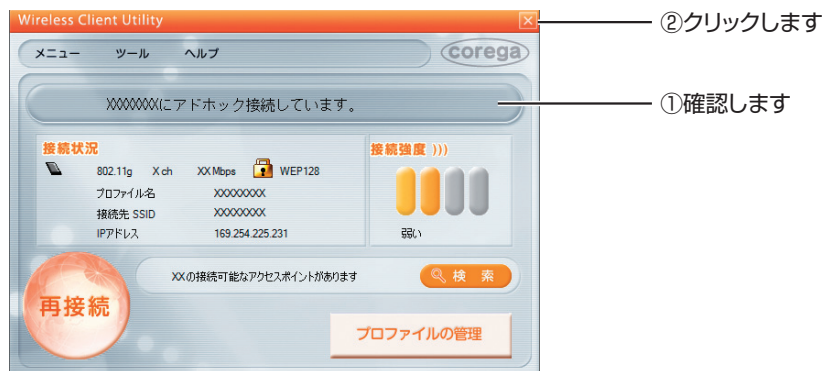 Wireless Client Utility
②クリックします
メニュー ツール ヘルプ
corega
XXXXXXXにアドホック接続しています。
①確認します
接続状況
接続強度 )))
802.11g X ch XX Mbps WEP128
プロファイル名 XXXXXXXX
接続先 SSID XXXXXXXX
IPアドレス 169.254.225.231
弱い
XXの接続可能なアクセスポイントがあります
検 索
再接続
プロファイルの管理